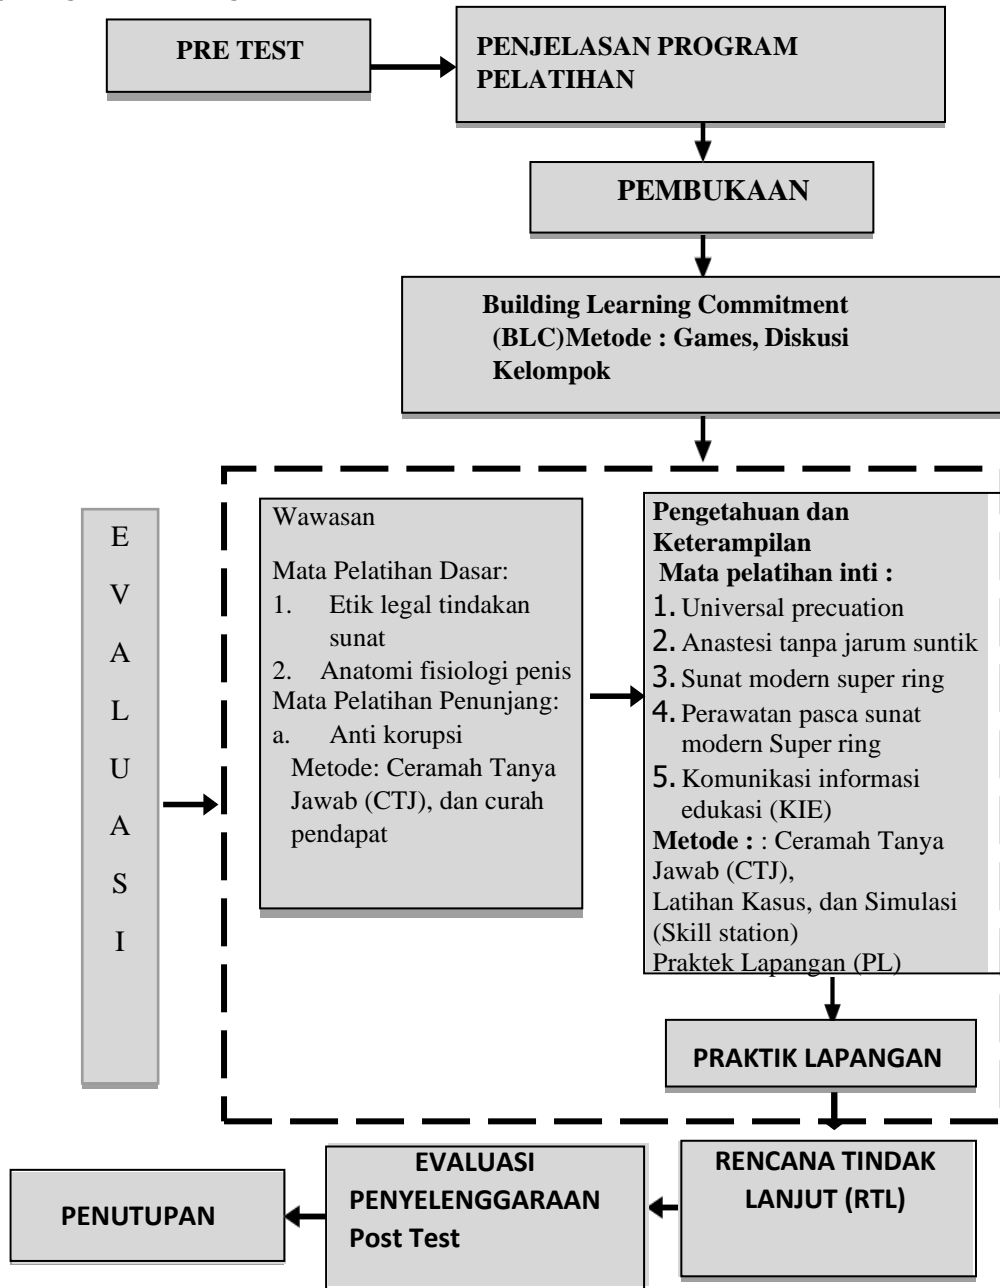 PRE TEST
PENJELASAN PROGRAM
PELATIHAN
PEMBUKAAN
Building Learning Commitment
(BLC)Metode : Games, Diskusi
Kelompok
E
V
A
L
U
A
S
I
Wawasan
Mata Pelatihan Dasar:
1. Etik legal tindakan
sunat
2. Anatomi fisiologi penis
Mata Pelatihan Penunjang:
a. Anti korupsi
Metode: Ceramah Tanya
Jawab (CTJ), dan curah
pendapat
Pengetahuan dan
Keterampilan
Mata pelatihan inti :
1. Universal precuation
2. Anastesi tanpa jarum suntik
3. Sunat modern super ring
4. Perawatan pasca sunat
modern Super ring
5. Komunikasi informasi
edukasi (KIE)
Metode : : Ceramah Tanya
Jawab (CTJ),
Latihan Kasus, dan Simulasi
(Skill station)
Praktek Lapangan (PL)
PRAKTIK LAPANGAN
RENCANA TINDAK
LANJUT (RTL)
EVALUASI
PENYELENGGARAAN
Post Test
PENUTUPAN